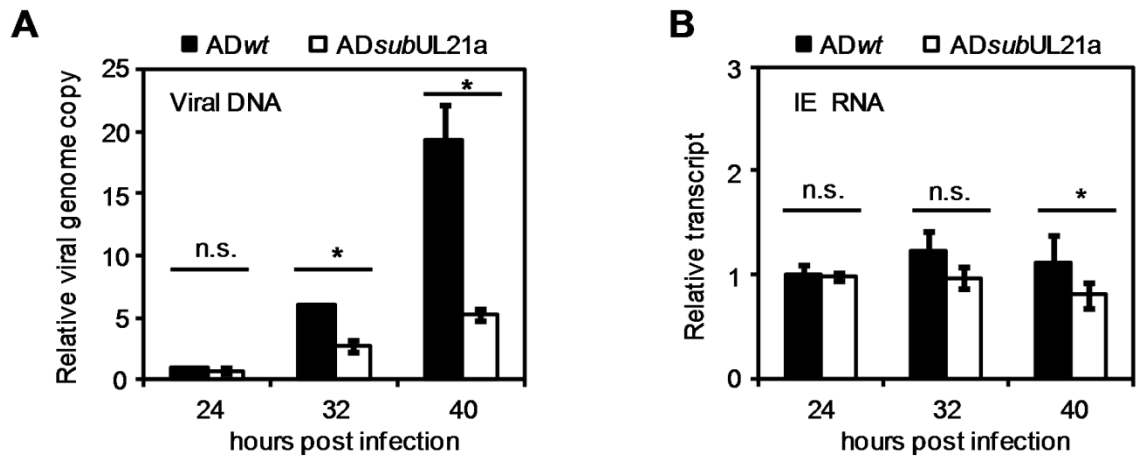 A
ADwt ADsubUL21a
25
20
15
10
5
0
Relative viral genome copy
Viral DNA
n.s.
*
*
24 32 40
hours post infection
B
ADwt ADsubUL21a
3
2
1
0
Relative transcript
IE RNA
n.s.
n.s.
*
24 32 40
hours post infection